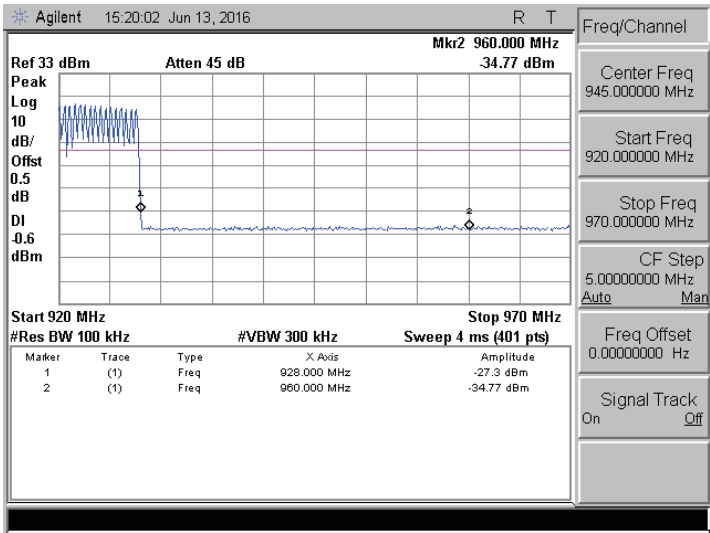 Agilent 15:20:02 Jun 13, 2016 R T
Mkr2 960.000 MHz
Ref 33 dBm Atten 45 dB -34.77 dBm
Peak
Log
10
dB/
Offst
0.5
dB
DI
-0.6
dBm
1
2
Start 920 MHz Stop 970 MHz
#Res BW 100 kHz #VBW 300 kHz Sweep 4 ms (401 pts)
Marker Trace Type X Axis Amplitude
1 (1) Freq 928.000 MHz -27.3 dBm
2 (1) Freq 960.000 MHz -34.77 dBm
Freq/Channel
Center Freq
945.000000 MHz
Start Freq
920.000000 MHz
Stop Freq
970.000000 MHz
CF Step
5.00000000 MHz
Auto Man
Freq Offset
0.00000000 Hz
Signal Track
On Off